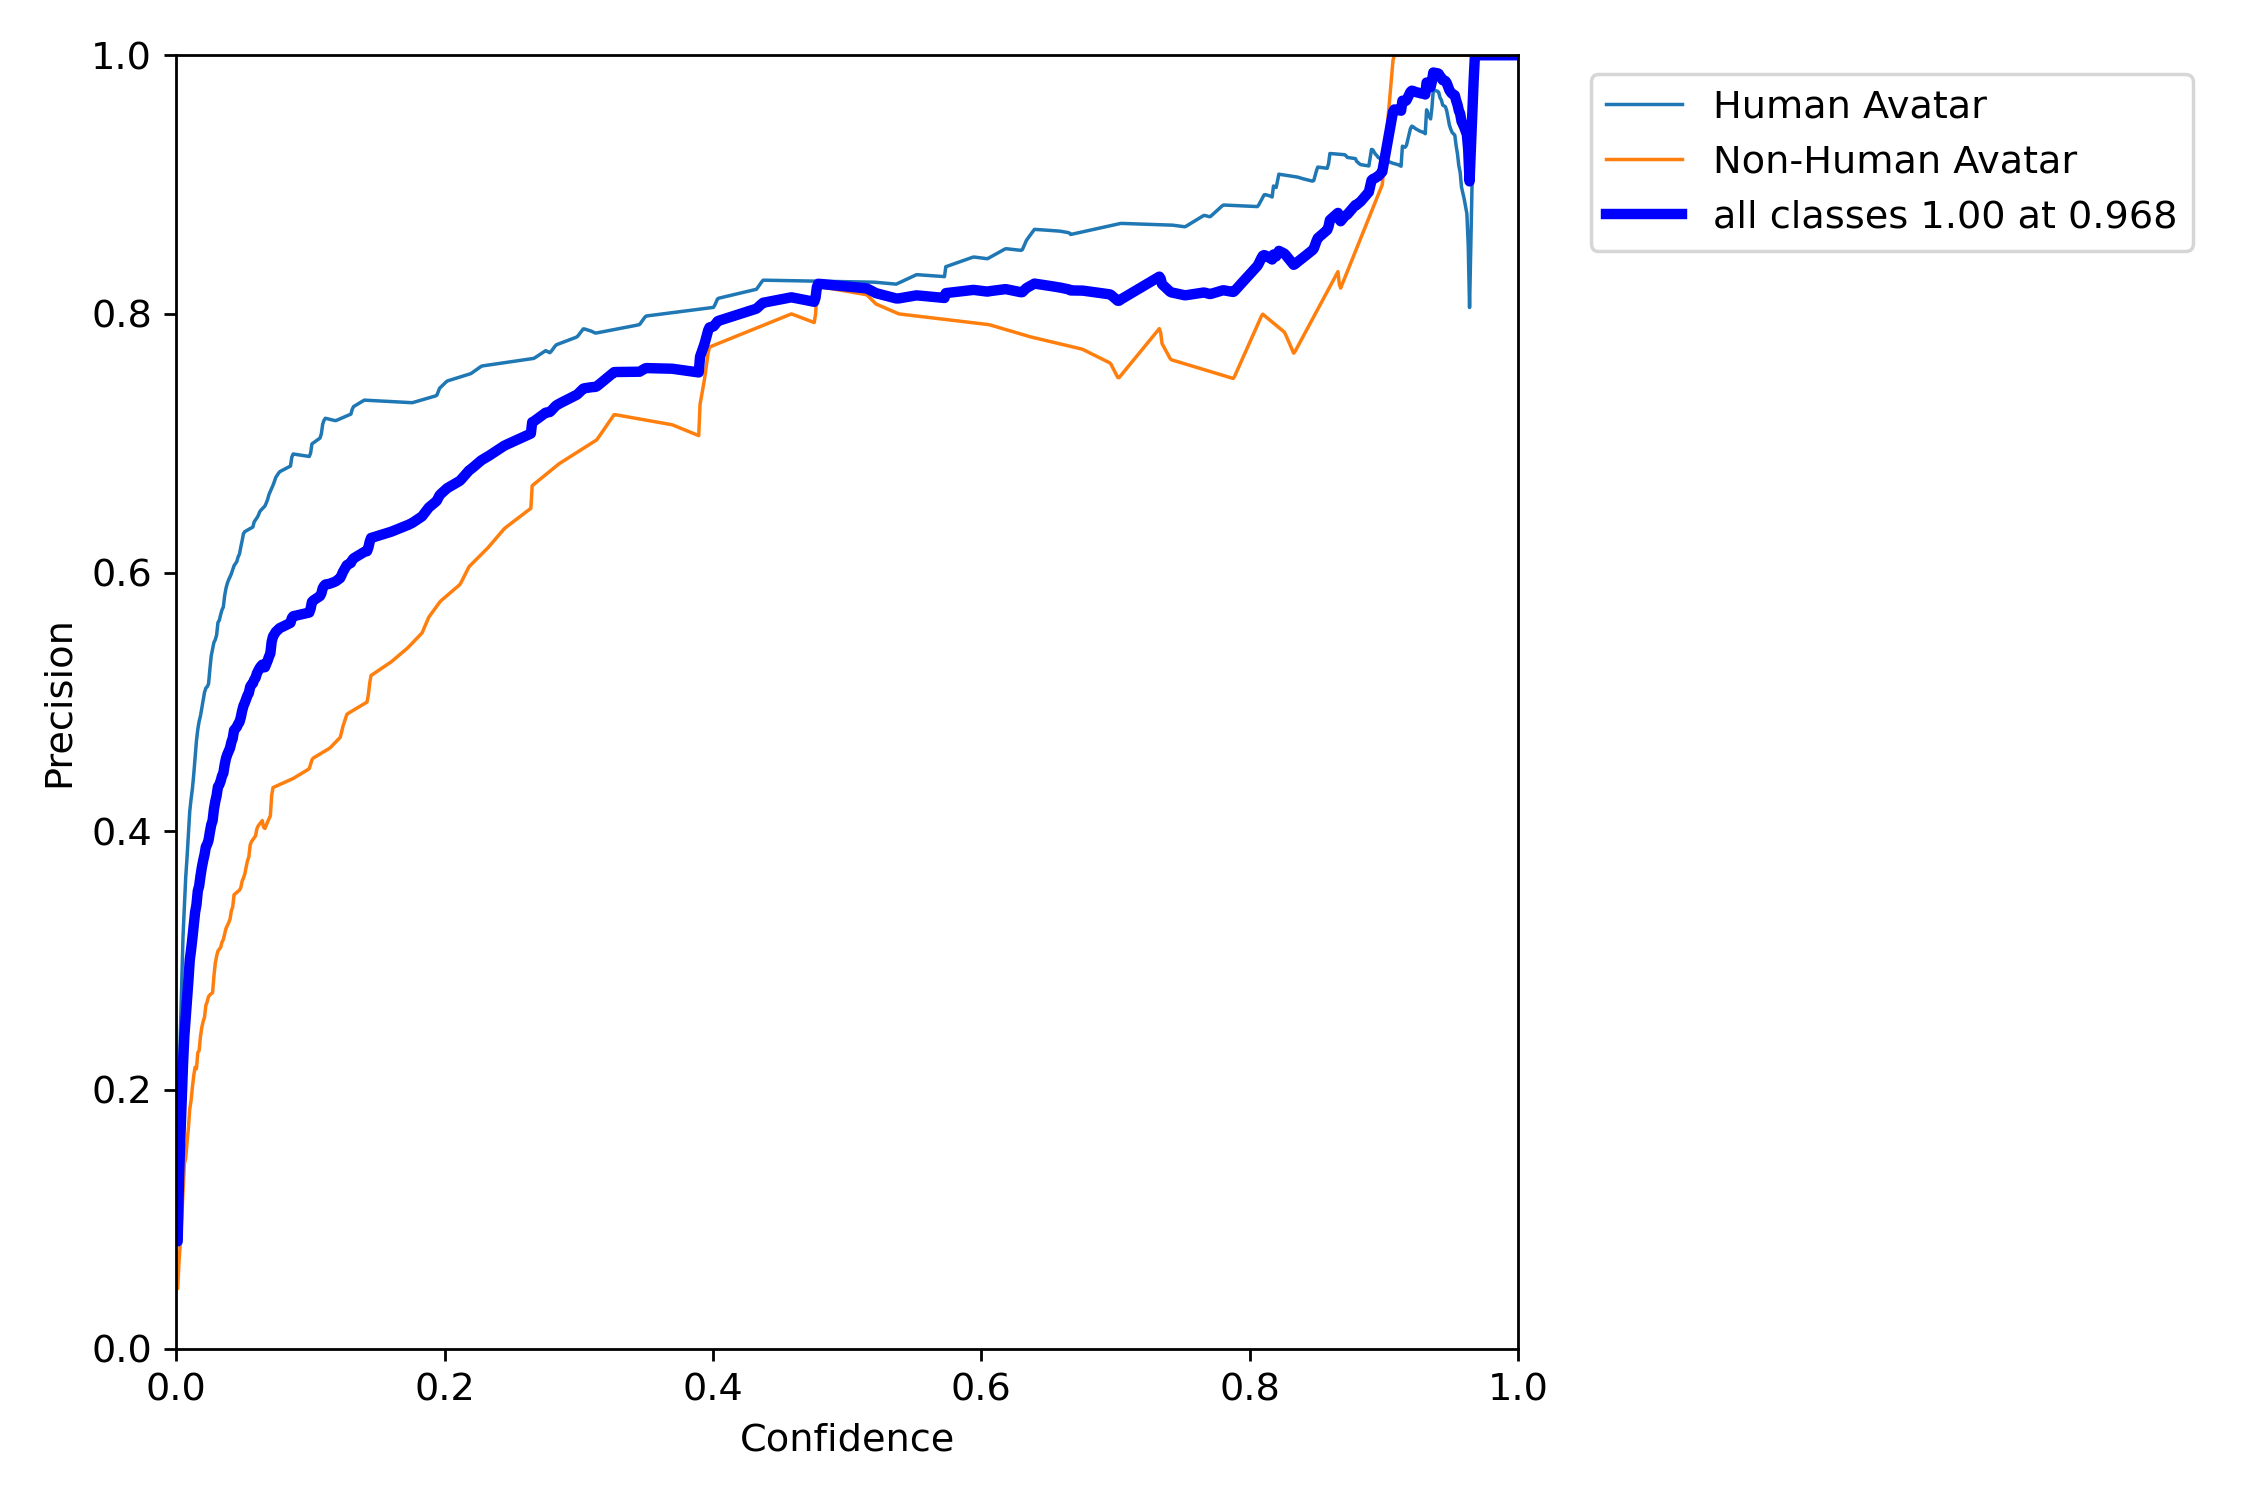 1.0
0.8
0.6
0.4
0.2
0.0
Precision
0.0 0.2 0.4 0.6 0.8 1.0
Confidence
Human Avatar
Non-Human Avatar
all classes 1.00 at 0.968